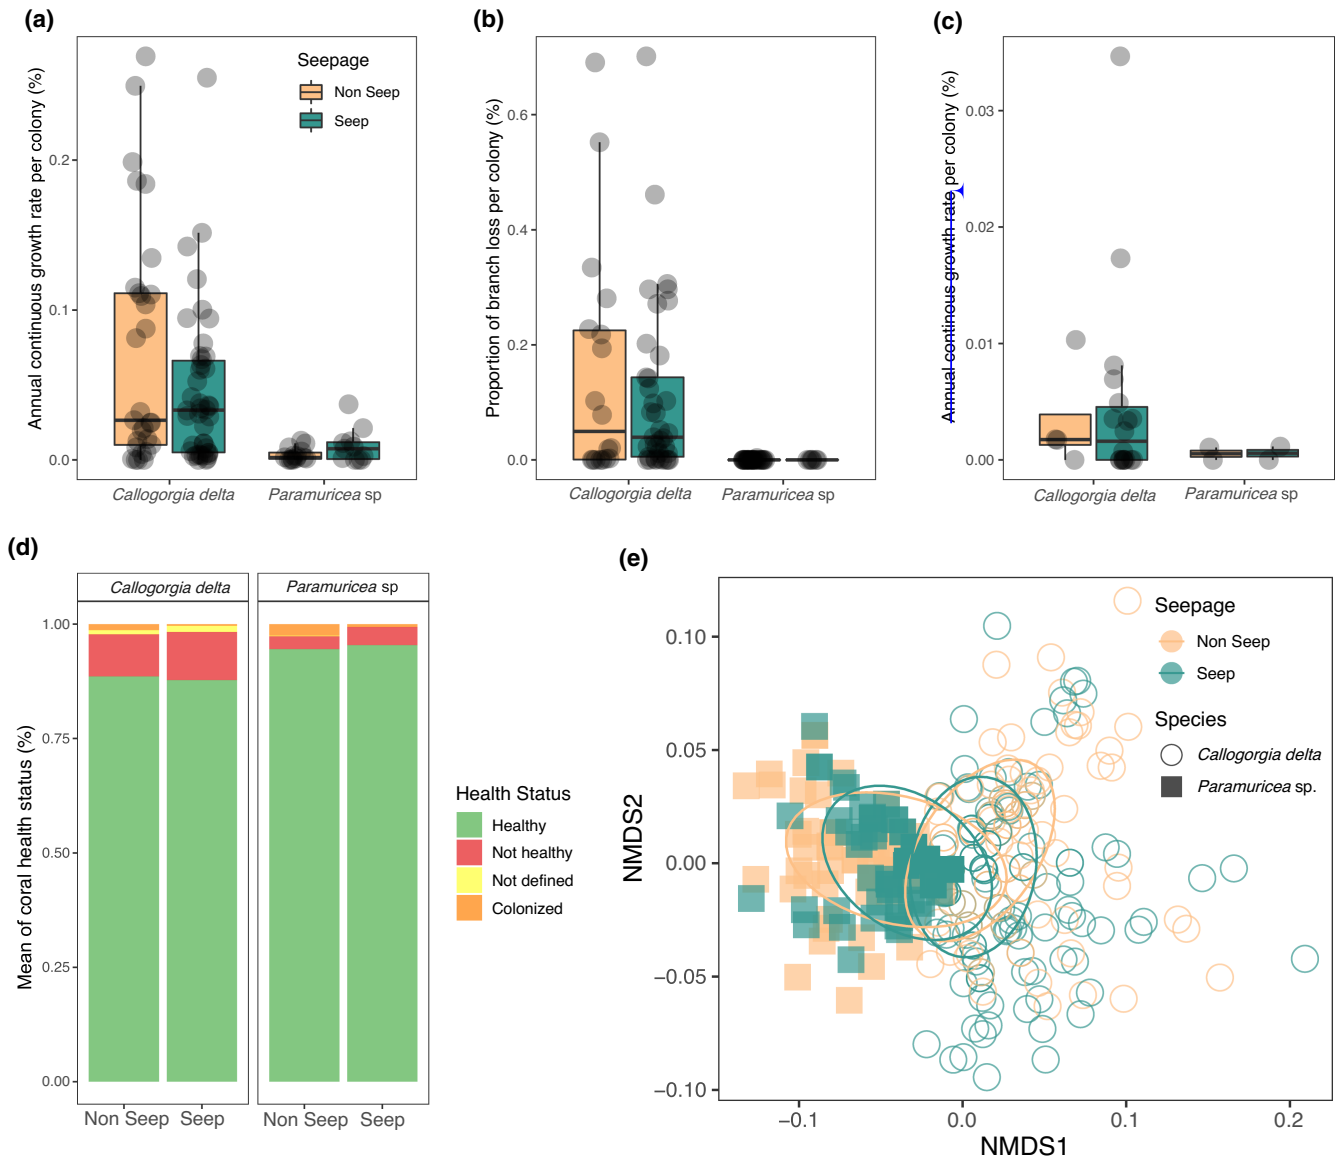 (a)
Annual continuous growth rate per colony (%)
0.2
0.1
0.0
Seepage
Non Seep
Seep
Callogorgia delta
Paramuricea sp
(b)
Proportion of branch loss per colony (%)
0.6
0.4
0.2
0.0
Callogorgia delta
Paramuricea sp
(c)
Annual continous growth rate per colony (%)
0.03
0.02
0.01
0.00
Callogorgia delta
Paramuricea sp
(d)
Callogorgia delta
Paramuricea sp
Mean of coral health status (%)
1.00
0.75
0.50
0.25
0.00
Non Seep
Seep
Non Seep
Seep
Health Status
Healthy
Not healthy
Not defined
Colonized
(e)
NMDS2
0.10
0.05
0.00
−0.05
−0.10
Seepage
Non Seep
Seep
Species
Callogorgia delta
Paramuricea sp.
−0.1
0.0
0.1
0.2
NMDS1